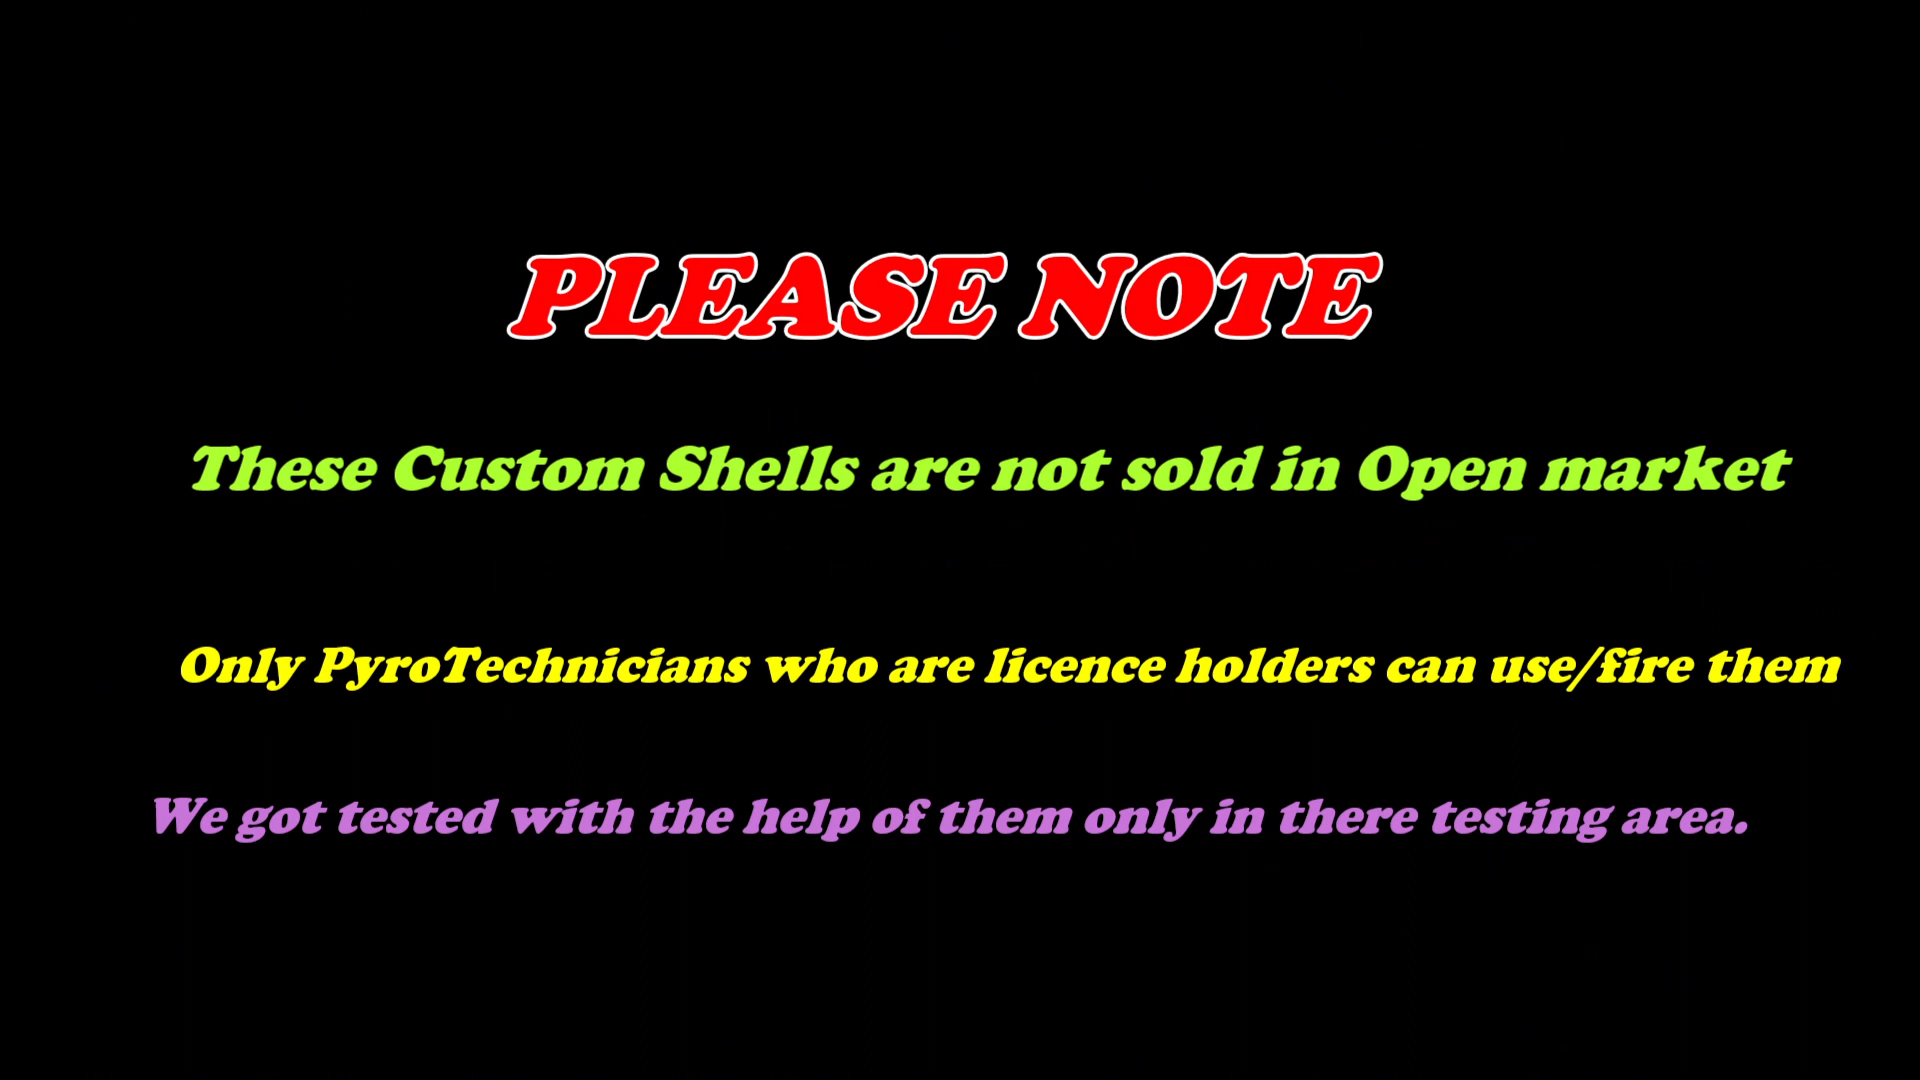 PLEASE NOTE
These Custom Shells are not sold in Open market
Only PyroTechnicians who are licence holders can use/fire them
We got tested with the help of them only in there testing area.